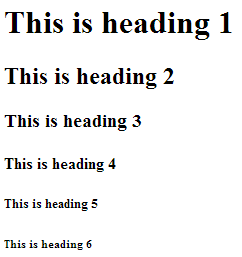 This is heading 1
This is heading 2
This is heading 3
This is heading 4
This is heading 5
This is heading 6